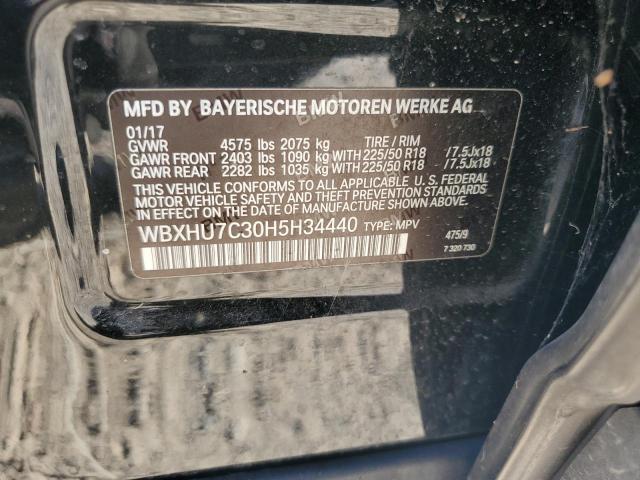 MFD BY BAYERISCHE MOTOREN WERKE AG
01/17
GVWR 4575 lbs 2075 kg TIRE / RIM
GAWR FRONT 2403 lbs 1090 kg WITH 225/50 R18 /7.5Jx18
GAWR REAR 2282 lbs 1035 kg WITH 225/50 R18 /7.5Jx18
THIS VEHICLE CONFORMS TO ALL APPLICABLE U.S. FEDERAL
MOTOR VEHICLE SAFETY, BUMPER, AND THEFT PREVENTION STANDARDS
IN EFFECT ON THE DATE OF MANUFACTURE SHOWN ABOVE.
WBXHU7C30H5H34440 TYPE: MPV
475/9
7 320 730